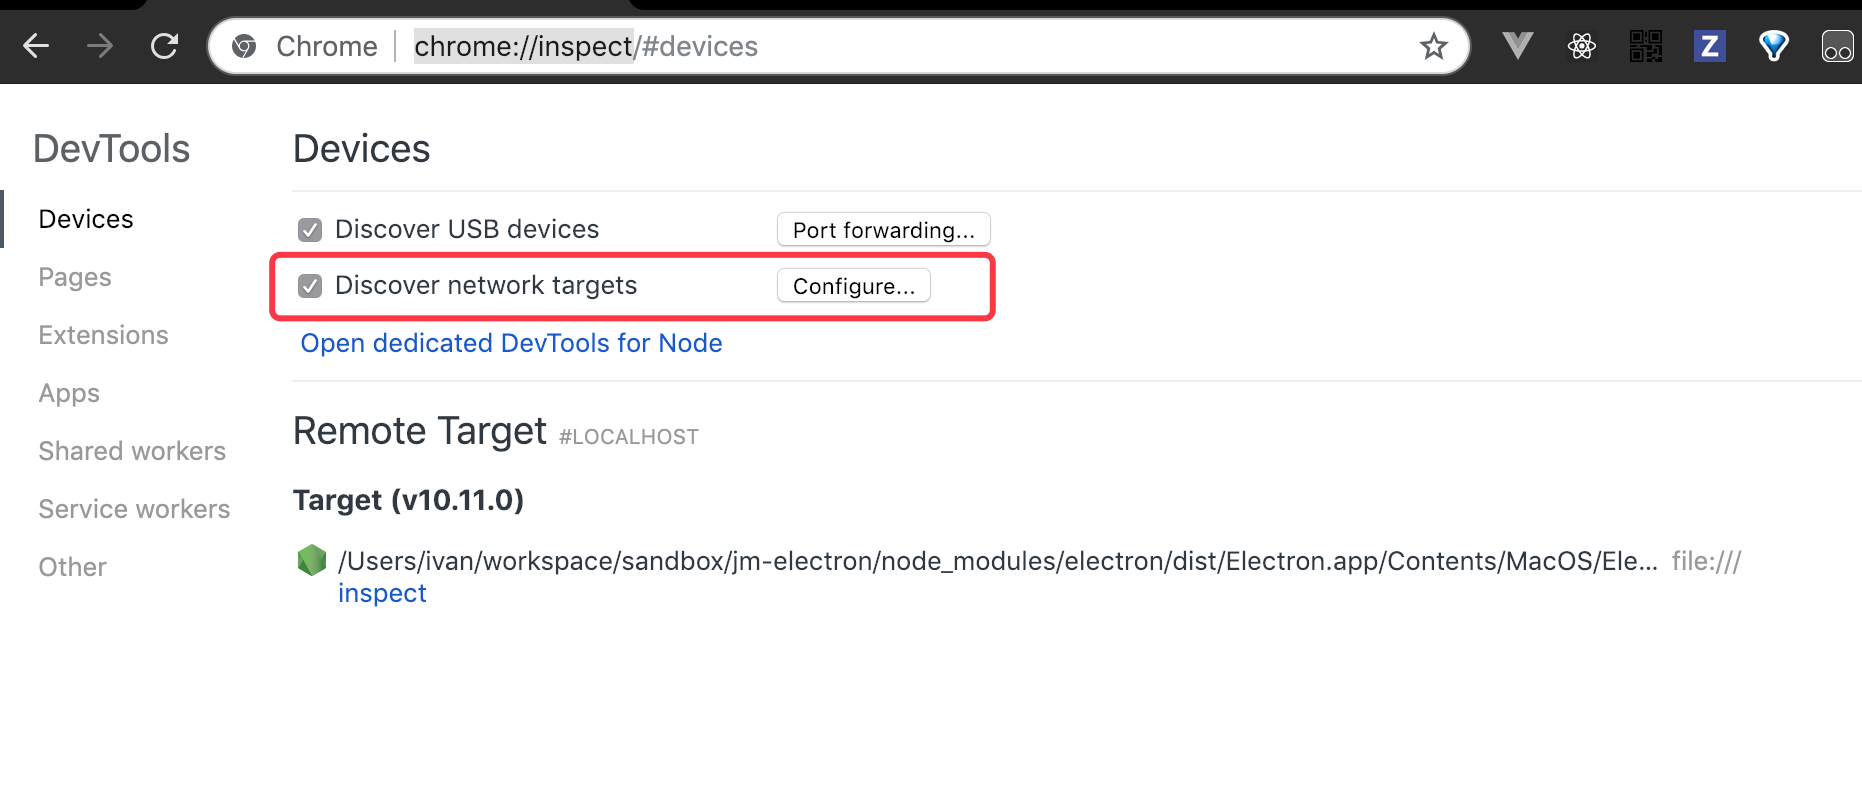 Chrome chrome://inspect/#devices
Z
DevTools
Devices
Pages
Extensions
Apps
Shared workers
Service workers
Other
Devices
Discover USB devices Port forwarding...
Discover network targets Configure...
Open dedicated DevTools for Node
Remote Target #LOCALHOST
Target (v10.11.0)
/Users/ivan/workspace/sandbox/jm-electron/node_modules/electron/dist/Electron.app/Contents/MacOS/Ele... file:///
inspect